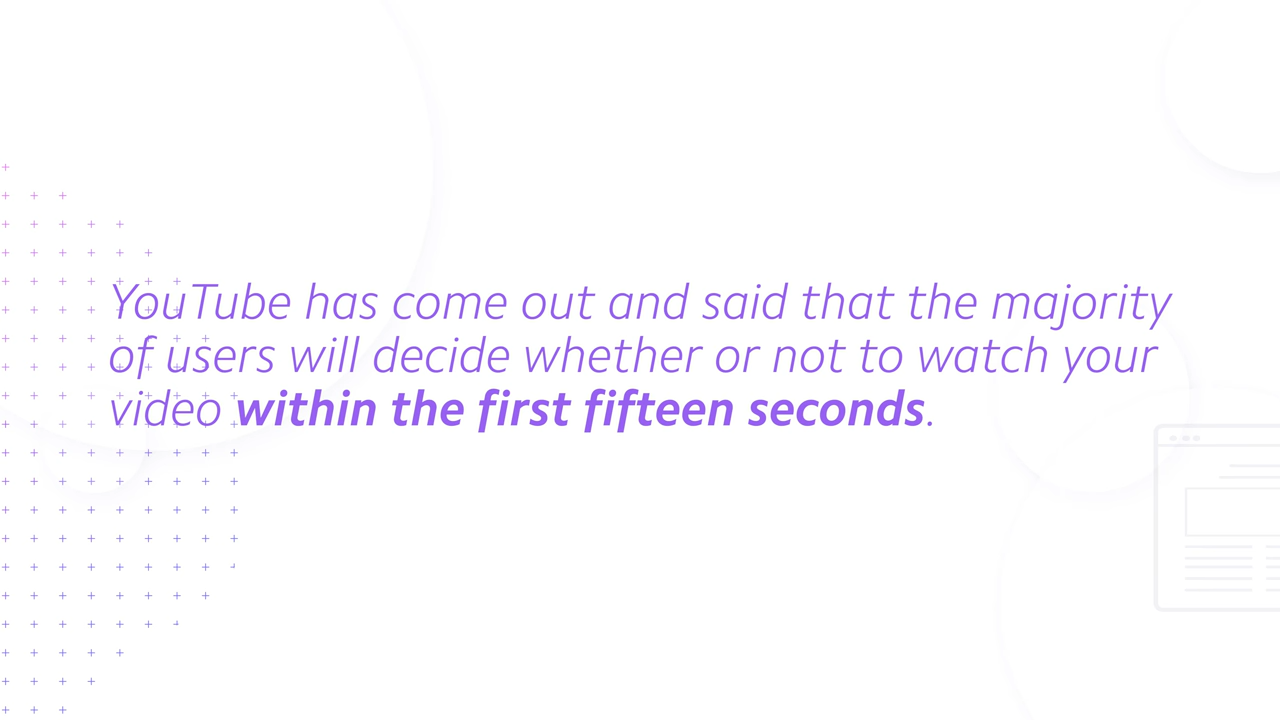 YouTube has come out and said that the majority
of users will decide whether or not to watch your
video within the first fifteen seconds.